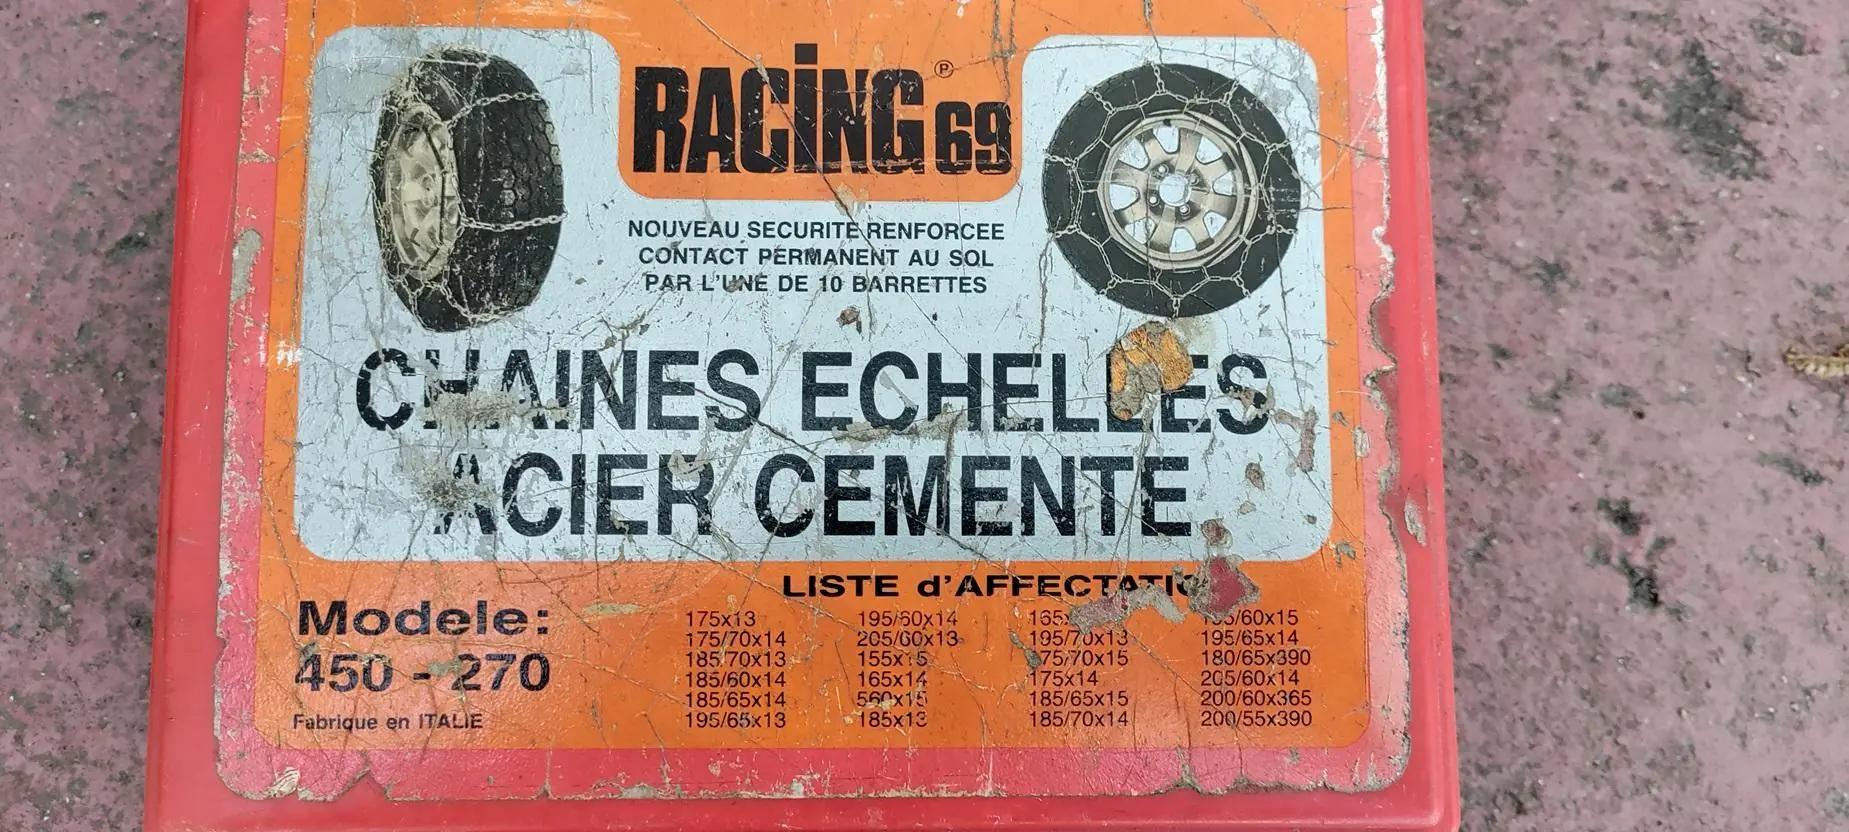 RACiNG 69 ®
NOUVEAU SECURITE RENFORCEE
CONTACT PERMANENT AU SOL
PAR L'UNE DE 10 BARRETTES
CHAINES ECHELLES
ACIER CEMENTE
LISTE d'AFFECTATIO
Modele:
450 - 270
Fabrique en ITALIE
175x13
175/70x14
185/70x13
185/60x14
185/65x14
195/65x13
195/60x14
205/60x13
155x15
165x14
560x15
185x13
195/70x13
175/70x15
175x14
185/65x15
185/70x14
195/65x14
180/65x390
205/60x14
200/60x365
200/55x390